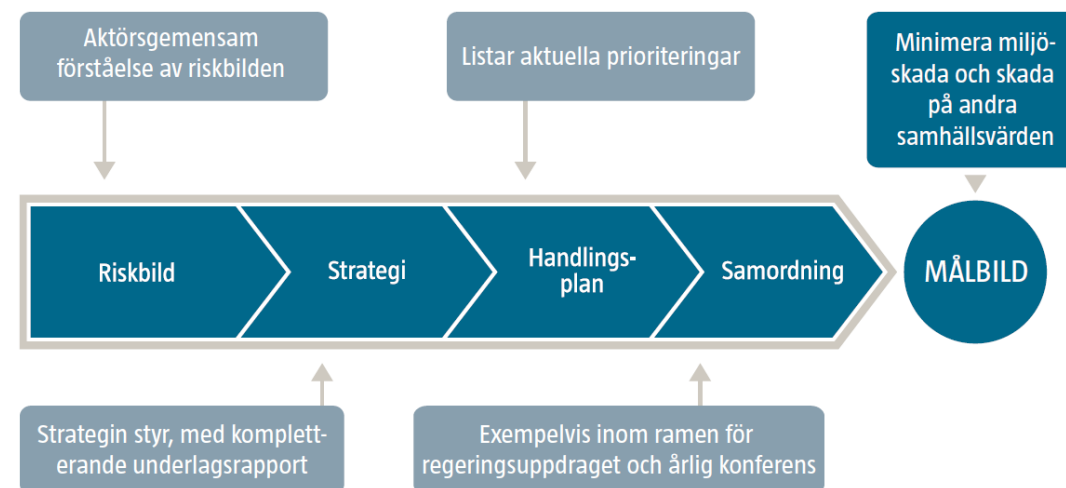 Aktörsgemensam
förståelse av riskbilden
Listar aktuella prioriteringar
Minimera miljö-
skada och skada
på andra
samhällsvärden
Riskbild
Strategi
Handlings-
plan
Samordning
MÅLBILD
Strategin styr, med komplett-
erande underlagsrapport
Exempelvis inom ramen för
regeringsuppdraget och årlig konferens